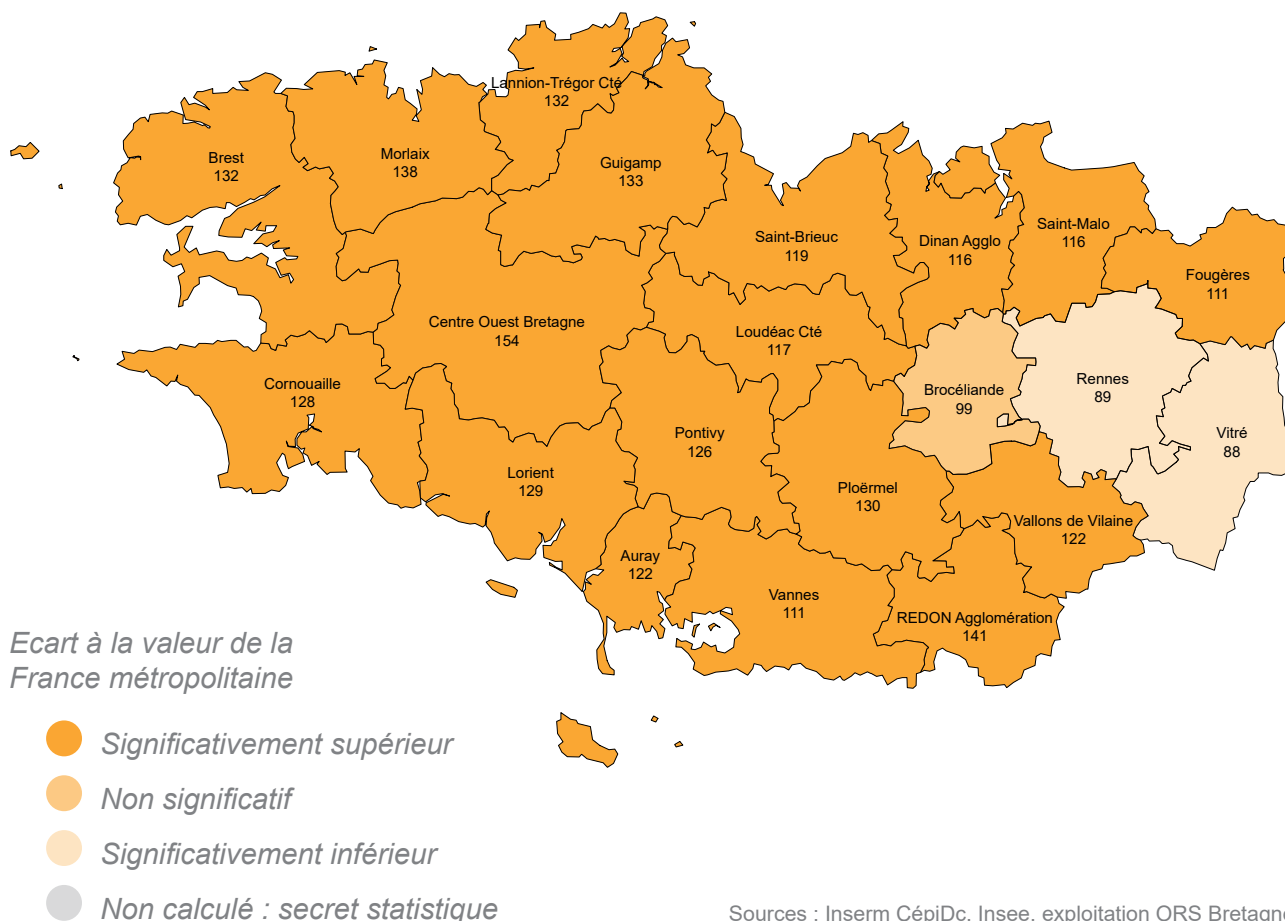 Lannion-Trégor Cté
132
Brest
132
Morlaix
138
Guigamp
133
Saint-Brieuc
119
Dinan Agglo
116
Saint-Malo
116
Fougères
111
Centre Ouest Bretagne
154
Loudéac Cté
117
Cornouaille
128
Brocéliande
99
Rennes
89
Vitré
88
Pontivy
126
Lorient
129
Ploërmel
130
Vallons de Vilaine
122
Auray
122
Vannes
111
REDON Agglomération
141
Ecart à la valeur de la
France métropolitaine
Significativement supérieur
Non significatif
Significativement inférieur
Non calculé : secret statistique
Sources : Inserm CépiDc, Insee, exploitation ORS Bretagne